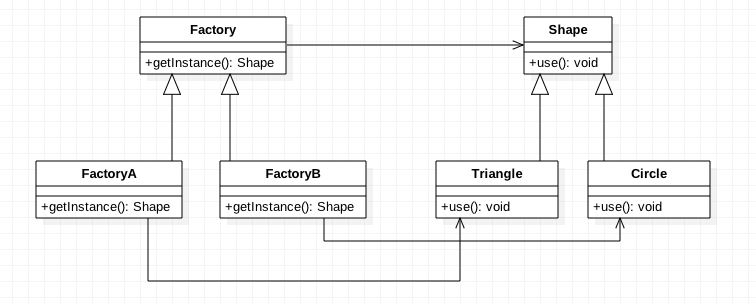 Factory
+getInstance(): Shape
Shape
+use(): void
FactoryA
+getInstance(): Shape
FactoryB
+getInstance(): Shape
Triangle
+use(): void
Circle
+use(): void